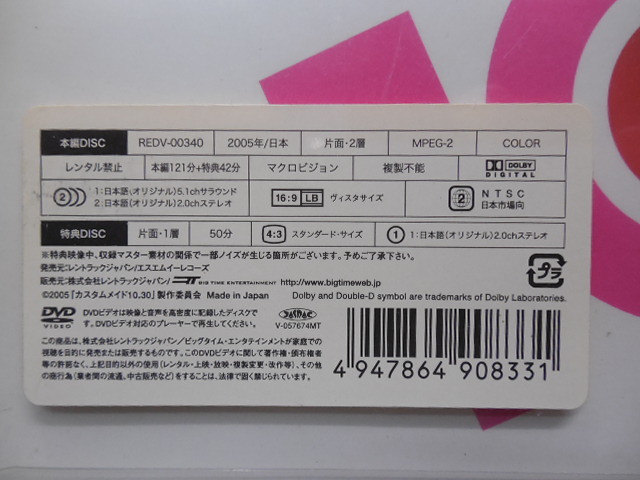 本編DISC REDV-00340 2005年/日本 片面・2層 MPEG-2 COLOR
レンタル禁止 本編121分+特典42分 マクロビジョン 複製不能 DOLBY DIGITAL
2 1:日本語(オリジナル)5.1chサラウンド 16:9 LB ヴィスタサイズ 2 NTSC
2:日本語(オリジナル)2.0chステレオ 日本市場向
特典DISC 片面・1層 50分 4:3 スタンダード・サイズ 1 1:日本語(オリジナル)2.0chステレオ
※特典映像中、収録マスター素材の関係で一部ノイズが生じる箇所がございます。予めご了承下さい。
発売元:レントラックジャパン/エスエムイーレコーズ
販売元:株式会社レントラックジャパン/BIG TIME ENTERTAINMENT http://www.bigtimeweb.jp
©2005「カスタムメイド10.30」製作委員会 Made in Japan Dolby and Double-D symbol are trademarks of Dolby Laboratories.
DVD VIDEO DVDビデオは映像と音声を高密度に記録したディスクで
す。DVDビデオ対応のプレーヤーで再生してください。
V-057674MT
この商品は、株式会社レントラックジャパン/ビッグタイム・エンタテインメントが家庭での
視聴を目的に発売または販売するものです。このDVDビデオに関して著作権・頒布権者
等の許諾なく、上記目的以外の使用(レンタル・上映・放映・複製変更・改作等)、その他
の商行為(業者間の流通、中古販売など)をすることは、法律で固く禁じられています。
プラ
4 947864 908331